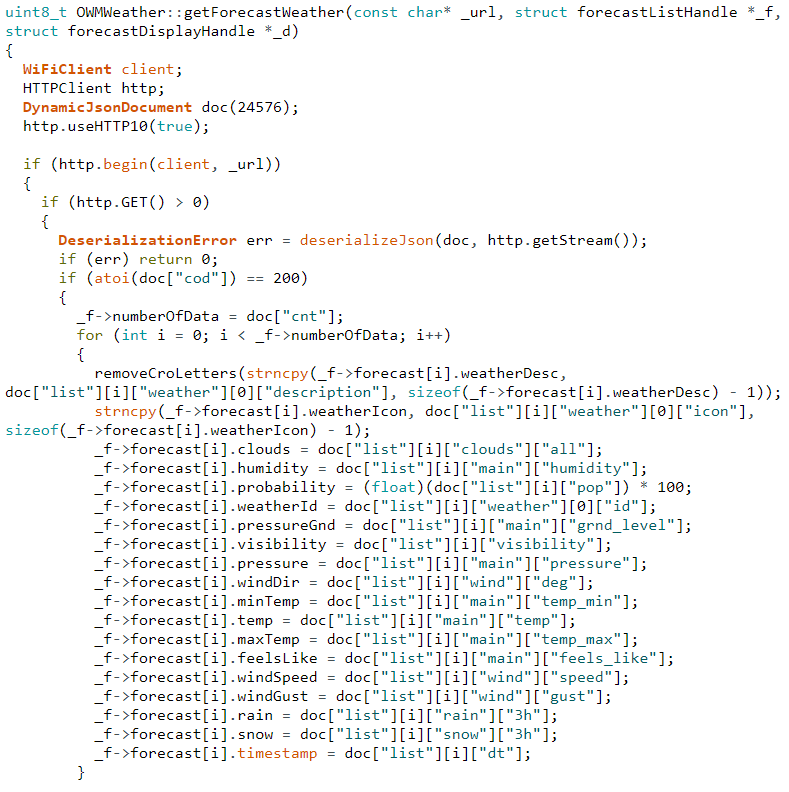 uint8_t OWMWeather::getForecastWeather(const char* _url, struct forecastListHandle *_f,
struct forecastDisplayHandle *_d)
{
  WiFiClient client;
  HTTPClient http;
  DynamicJsonDocument doc(24576);
  http.useHTTP10(true);

  if (http.begin(client, _url))
  {
    if (http.GET() > 0)
    {
      DeserializationError err = deserializeJson(doc, http.getStream());
      if (err) return 0;
      if (atoi(doc["cod"]) == 200)
      {
        _f->numberOfData = doc["cnt"];
        for (int i = 0; i < _f->numberOfData; i++)
        {
          removeCroLetters(strncpy(_f->forecast[i].weatherDesc,
doc["list"][i]["weather"][0]["description"], sizeof(_f->forecast[i].weatherDesc) - 1));
          strncpy(_f->forecast[i].weatherIcon, doc["list"][i]["weather"][0]["icon"],
sizeof(_f->forecast[i].weatherIcon) - 1);
          _f->forecast[i].clouds = doc["list"][i]["clouds"]["all"];
          _f->forecast[i].humidity = doc["list"][i]["main"]["humidity"];
          _f->forecast[i].probability = (float)(doc["list"][i]["pop"]) * 100;
          _f->forecast[i].weatherId = doc["list"][i]["weather"][0]["id"];
          _f->forecast[i].pressureGnd = doc["list"][i]["main"]["grnd_level"];
          _f->forecast[i].visibility = doc["list"][i]["visibility"];
          _f->forecast[i].pressure = doc["list"][i]["main"]["pressure"];
          _f->forecast[i].windDir = doc["list"][i]["wind"]["deg"];
          _f->forecast[i].minTemp = doc["list"][i]["main"]["temp_min"];
          _f->forecast[i].temp = doc["list"][i]["main"]["temp"];
          _f->forecast[i].maxTemp = doc["list"][i]["main"]["temp_max"];
          _f->forecast[i].feelsLike = doc["list"][i]["main"]["feels_like"];
          _f->forecast[i].windSpeed = doc["list"][i]["wind"]["speed"];
          _f->forecast[i].windGust = doc["list"][i]["wind"]["gust"];
          _f->forecast[i].rain = doc["list"][i]["rain"]["3h"];
          _f->forecast[i].snow = doc["list"][i]["snow"]["3h"];
          _f->forecast[i].timestamp = doc["list"][i]["dt"];
        }